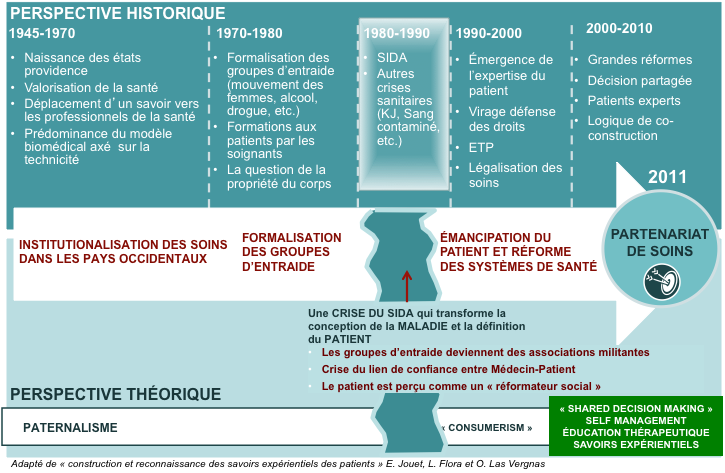 PERSPECTIVE HISTORIQUE
1945-1970
• Naissance des états
providence
• Valorisation de la santé
• Déplacement d’un savoir vers
les professionnels de la santé
• Prédominance du modèle
biomédical axé sur la
technicité
1970-1980
• Formalisation des
groupes d’entraide
(mouvement des
femmes, alcool,
drogue, etc.)
• Formations aux
patients par les
soignants
• La question de la
propriété du corps
1980-1990
• SIDA
• Autres
crises
sanitaires
(KJ, Sang
contaminé,
etc.)
1990-2000
• Émergence de
l’expertise du
patient
• Virage défense
des droits
• ETP
• Légalisation des
soins
2000-2010
• Grandes réformes
• Décision partagée
• Patients experts
• Logique de co-
construction
2011
PARTENARIAT
DE SOINS
INSTITUTIONALISATION DES SOINS
DANS LES PAYS OCCIDENTAUX
FORMALISATION
DES GROUPES
D’ENTRAIDE
ÉMANCIPATION DU
PATIENT ET RÉFORME
DES SYSTÈMES DE SANTÉ
Une CRISE DU SIDA qui transforme la
conception de la MALADIE et la définition
du PATIENT
• Les groupes d’entraide deviennent des associations militantes
• Crise du lien de confiance entre Médecin-Patient
• Le patient est perçu comme un « réformateur social »
PERSPECTIVE THÉORIQUE
PATERNALISME
« CONSUMERISM »
« SHARED DECISION MAKING »
SELF MANAGEMENT
ÉDUCATION THÉRAPEUTIQUE
SAVOIRS EXPÉRIENTIELS
Adapté de « construction et reconnaissance des savoirs expérientiels des patients » E. Jouet, L. Flora et O. Las Vergnas